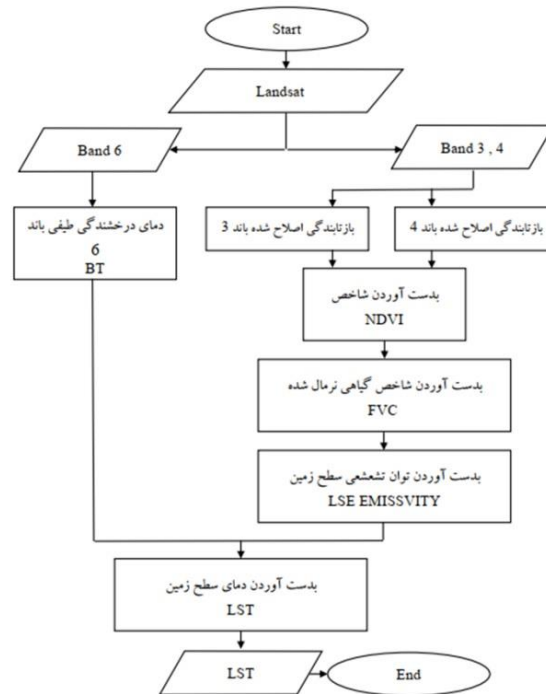 Start
Landsat
Band 6
Band 3 , 4
دمای درخشندگی طیفی باند
6
BT
بازتابندگی اصلاح شده باند 3
بازتابندگی اصلاح شده باند 4
بدست آوردن شاخص
NDVI
بدست آوردن شاخص گیاهی نرمال شده
FVC
بدست آوردن توان تشعشعی سطح زمین
LSE EMISSVITY
بدست آوردن دمای سطح زمین
LST
LST
End